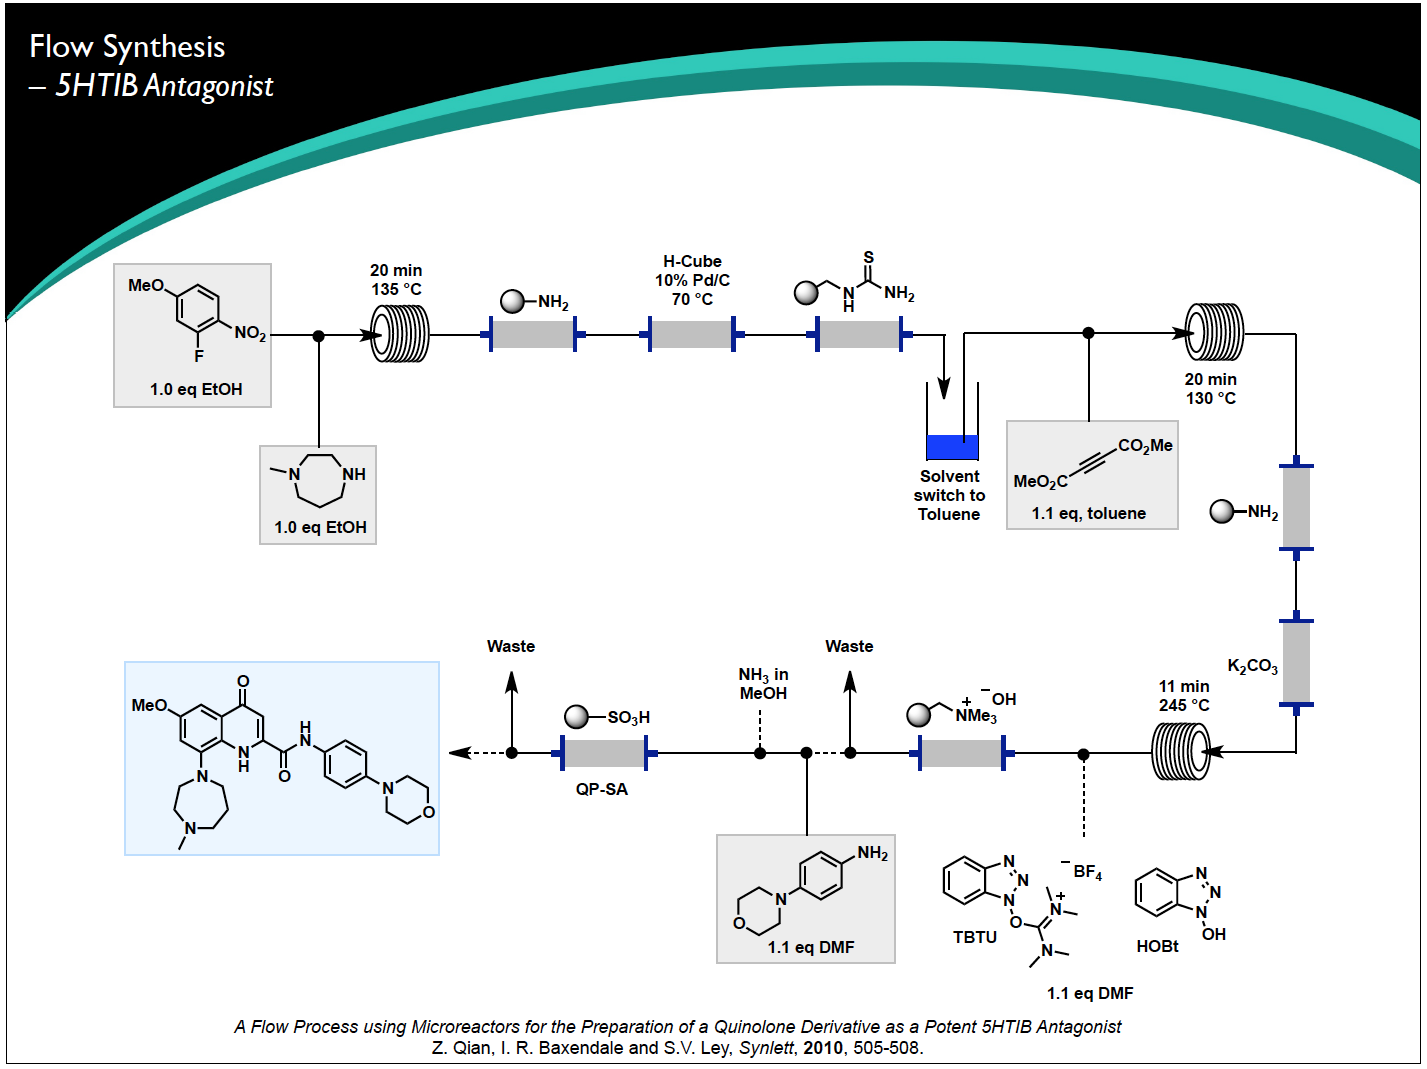 Flow Synthesis
– 5HT1B Antagonist
MeO
NO2
F
1.0 eq EtOH
N
NH
1.0 eq EtOH
20 min
135 °C
NH2
H-Cube
10% Pd/C
70 °C
S
N
H
NH2
Solvent
switch to
Toluene
CO2Me
MeO2C
1.1 eq, toluene
20 min
130 °C
NH2
K2CO3
11 min
245 °C
TBTU
N
N
N
O
N
+
N
– BF4
HOBt
N
N
N
OH
1.1 eq DMF
+ – OH
NMe3
Waste
NH3 in
MeOH
NH2
N
O
1.1 eq DMF
SO3H
QP-SA
Waste
O
MeO
H
N
N
H
O
N
N
N
O
A Flow Process using Microreactors for the Preparation of a Quinolone Derivative as a Potent 5HT1B Antagonist
Z. Qian, I. R. Baxendale and S.V. Ley, Synlett, 2010, 505-508.